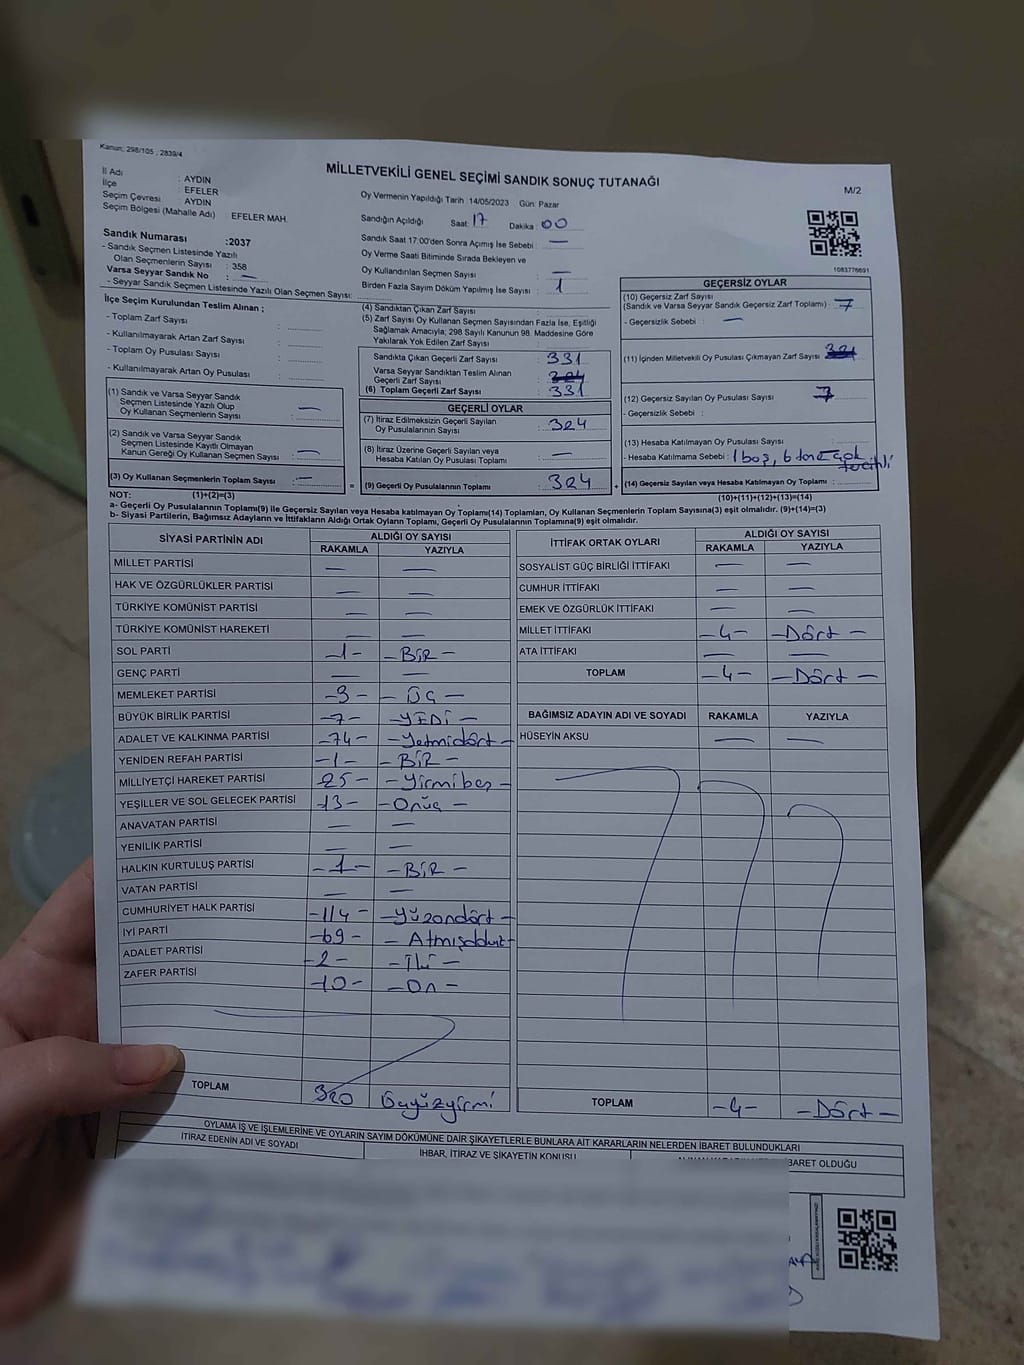 Kanun: 298/105 , 2839/4
MİLLETVEKİLİ GENEL SEÇİMİ SANDIK SONUÇ TUTANAĞI
M/2
İl Adı : AYDIN
İlçe : EFELER
Seçim Çevresi : AYDIN
Seçim Bölgesi (Mahalle Adı) : EFELER MAH.
Sandık Numarası :2037
- Sandık Seçmen Listesinde Yazılı
Olan Seçmenlerin Sayısı : 358
Varsa Seyyar Sandık No : —
- Seyyar Sandık Seçmen Listesinde Yazılı Olan Seçmen Sayısı:
Oy Vermenin Yapıldığı Tarih :14/05/2023 Gün: Pazar
Sandığın Açıldığı Saat: 17 Dakika : 00
Sandık Saat 17:00'den Sonra Açımış İse Sebebi : —
Oy Verme Saati Bitiminde Sırada Bekleyen ve
Oy Kullandırılan Seçmen Sayısı : —
Birden Fazla Sayım Döküm Yapılmış İse Sayısı : 1
1083776691
İlçe Seçim Kurulundan Teslim Alınan ;
- Toplam Zarf Sayısı :
- Kullanılmayarak Artan Zarf Sayısı :
- Toplam Oy Pusulası Sayısı :
- Kullanılmayarak Artan Oy Pusulası :
(1) Sandık ve Varsa Seyyar Sandık
Seçmen Listesinde Yazılı Olup
Oy Kullanan Seçmenlerin Sayısı : —
(2) Sandık ve Varsa Seyyar Sandık
Seçmen Listesinde Kayıtlı Olmayan
Kanun Gereği Oy Kullanan Seçmen Sayısı : —
(3) Oy Kullanan Seçmenlerin Toplam Sayısı : —
(4) Sandıktan Çıkan Zarf Sayısı :
(5) Zarf Sayısı Oy Kullanan Seçmen Sayısından Fazla İse, Eşitliği
Sağlamak Amacıyla; 298 Sayılı Kanunun 98. Maddesine Göre
Yakılarak Yok Edilen Zarf Sayısı :
Sandıkta Çıkan Geçerli Zarf Sayısı : 331
Varsa Seyyar Sandıktan Teslim Alınan
Geçerli Zarf Sayısı :
(6) Toplam Geçerli Zarf Sayısı : 331
GEÇERLİ OYLAR
(7) İtiraz Edilmeksizin Geçerli Sayılan
Oy Pusulalarının Sayısı : 324
(8) İtiraz Üzerine Geçerli Sayılan veya
Hesaba Katılan Oy Pusulası Toplamı : —
= (9) Geçerli Oy Pusulalarının Toplamı : 324 +
GEÇERSİZ OYLAR
(10) Geçersiz Zarf Sayısı
(Sandık ve Varsa Seyyar Sandık Geçersiz Zarf Toplamı) : 7
- Geçersizlik Sebebi : —
(11) İçinden Milletvekili Oy Pusulası Çıkmayan Zarf Sayısı :
(12) Geçersiz Sayılan Oy Pusulası Sayısı : 7
- Geçersizlik Sebebi :
(13) Hesaba Katılmayan Oy Pusulası Sayısı :
- Hesaba Katılmama Sebebi : 1 boş, 6 tane çok tercihli
(14) Geçersiz Sayılan veya Hesaba Katılmayan Oy Toplamı :
NOT: (1)+(2)=(3) (10)+(11)+(12)+(13)=(14)
a- Geçerli Oy Pusulalarının Toplamı(9) ile Geçersiz Sayılan veya Hesaba katılmayan Oy Toplamı(14) Toplamları, Oy Kullanan Seçmenlerin Toplam Sayısına(3) eşit olmalıdır. (9)+(14)=(3)
b- Siyasi Partilerin, Bağımsız Adayların ve İttifakların Aldığı Ortak Oyların Toplamı, Geçerli Oy Pusulalarının Toplamına(9) eşit olmalıdır.
SİYASİ PARTİNİN ADI ALDIĞI OY SAYISI
RAKAMLA YAZIYLA
MİLLET PARTİSİ — —
HAK VE ÖZGÜRLÜKLER PARTİSİ — —
TÜRKİYE KOMÜNİST PARTİSİ — —
TÜRKİYE KOMÜNİST HAREKETİ — —
SOL PARTİ -1- -BİR-
GENÇ PARTİ — —
MEMLEKET PARTİSİ -3- -ÜÇ-
BÜYÜK BİRLİK PARTİSİ -7- -YEDİ-
ADALET VE KALKINMA PARTİSİ -74- -Yetmidört-
YENİDEN REFAH PARTİSİ -1- -BİR-
MİLLİYETÇİ HAREKET PARTİSİ -25- -Yirmibeş-
YEŞİLLER VE SOL GELECEK PARTİSİ -13- -Onüç-
ANAVATAN PARTİSİ — —
YENİLİK PARTİSİ — —
HALKIN KURTULUŞ PARTİSİ -1- -BİR-
VATAN PARTİSİ — —
CUMHURİYET HALK PARTİSİ -114- -Yüzondört-
İYİ PARTİ -69- -Atmışdokuz-
ADALET PARTİSİ -2- -İki-
ZAFER PARTİSİ -10- -On-
TOPLAM 320 Üçyüzyirmi
İTTİFAK ORTAK OYLARI ALDIĞI OY SAYISI
RAKAMLA YAZIYLA
SOSYALİST GÜÇ BİRLİĞİ İTTİFAKI — —
CUMHUR İTTİFAKI — —
EMEK VE ÖZGÜRLÜK İTTİFAKI — —
MİLLET İTTİFAKI -4- -Dört-
ATA İTTİFAKI — —
TOPLAM -4- -Dört-
BAĞIMSIZ ADAYIN ADI VE SOYADI RAKAMLA YAZIYLA
HÜSEYİN AKSU — —
TOPLAM -4- -Dört-
OYLAMA İŞ VE İŞLEMLERİNE VE OYLARIN SAYIM DÖKÜMÜNE DAİR ŞİKAYETLERLE BUNLARA AİT KARARLARIN NELERDEN İBARET BULUNDUKLARI
İTİRAZ EDENİN ADI VE SOYADI İHBAR, İTİRAZ VE ŞİKAYETİN KONUSU İBARET OLDUĞU